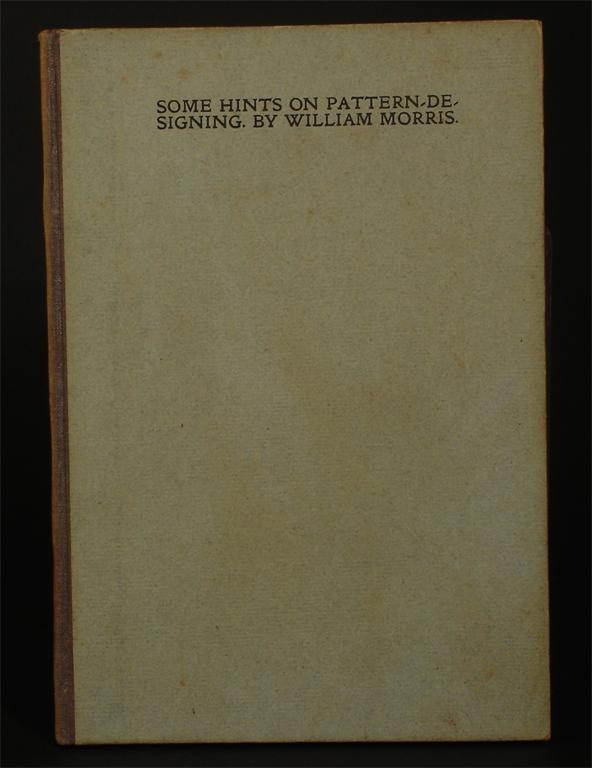 SOME HINTS ON PATTERN-DE-
SIGNING. BY WILLIAM MORRIS.